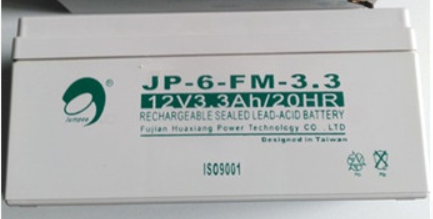 JP-6-FM-3.3
12V3.3Ah/20HR
RECHARGEABLE SEALED LEAD-ACID BATTERY
Fujian Huaxiang Power Technology CO. LTD
Designed in Taiwan
ISO9001